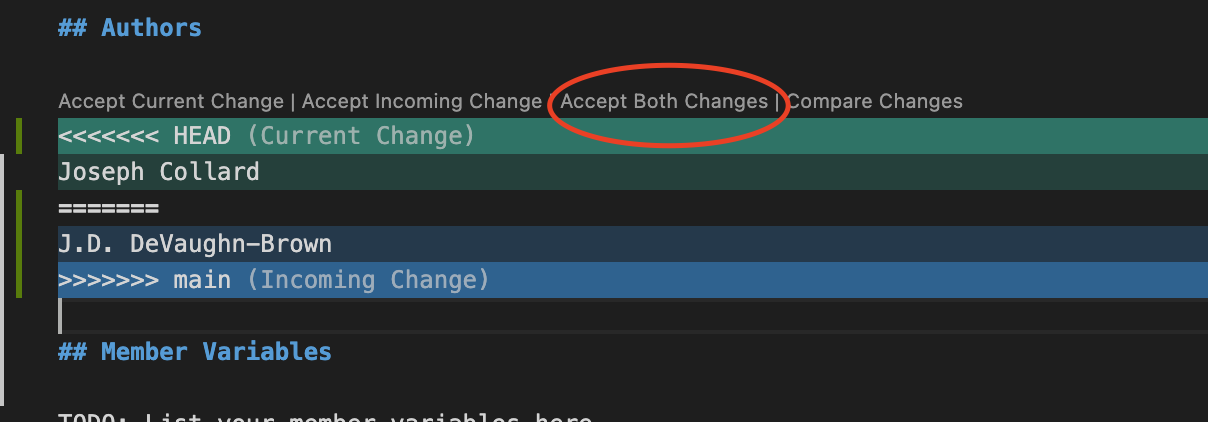 ## Authors
Accept Current Change | Accept Incoming Change | Accept Both Changes | Compare Changes
<<<<<<< HEAD (Current Change)
Joseph Collard
=======
J.D. DeVaughn-Brown
>>>>>>> main (Incoming Change)
## Member Variables
TODO: List your member variables here